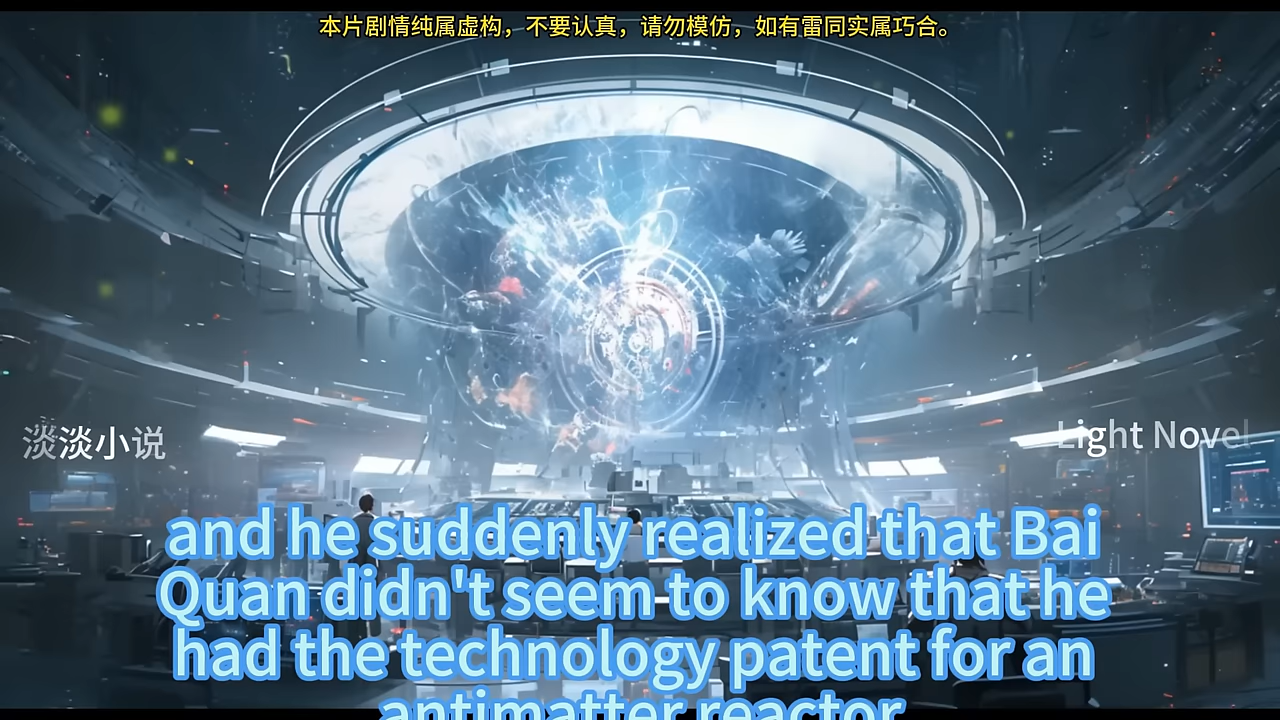 本片剧情纯属虚构，不要认真，请勿模仿，如有雷同实属巧合。
淡淡小说
Light Novel
and he suddenly realized that Bai
Quan didn't seem to know that he
had the technology patent for an
antimatter reactor